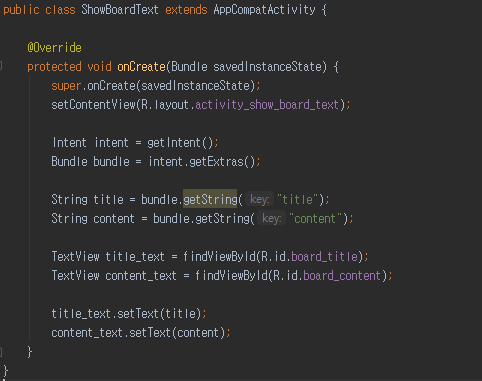 public class ShowBoardText extends AppCompatActivity {
@Override
protected void onCreate(Bundle savedInstanceState) {
super.onCreate(savedInstanceState);
setContentView(R.layout.activity_show_board_text);
Intent intent = getIntent();
Bundle bundle = intent.getExtras();
String title = bundle.getString( key: "title");
String content = bundle.getString( key: "content");
TextView title_text = findViewById(R.id.board_title);
TextView content_text = findViewById(R.id.board_content);
title_text.setText(title);
content_text.setText(content);
}
}